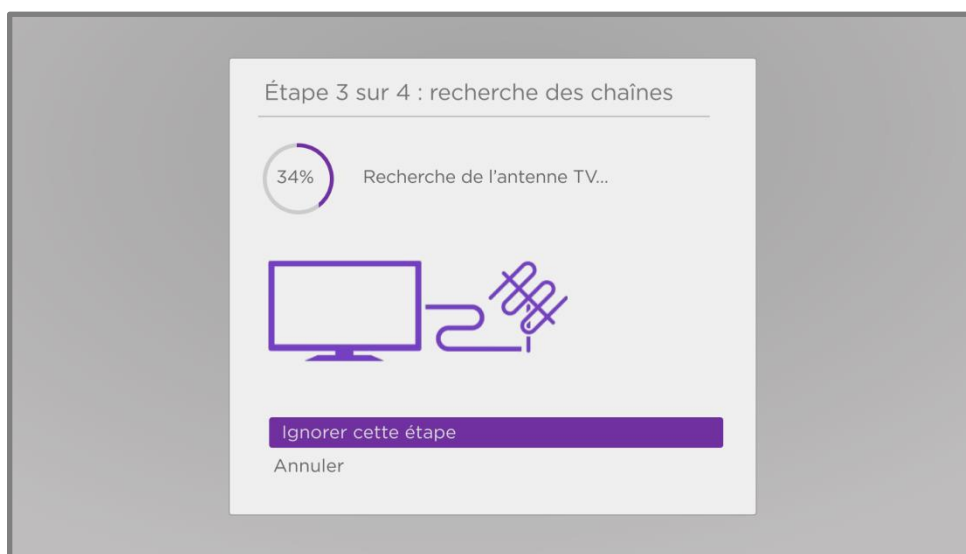 Étape 3 sur 4 : recherche des chaînes
34%
Recherche de l’antenne TV...
Ignorer cette étape
Annuler